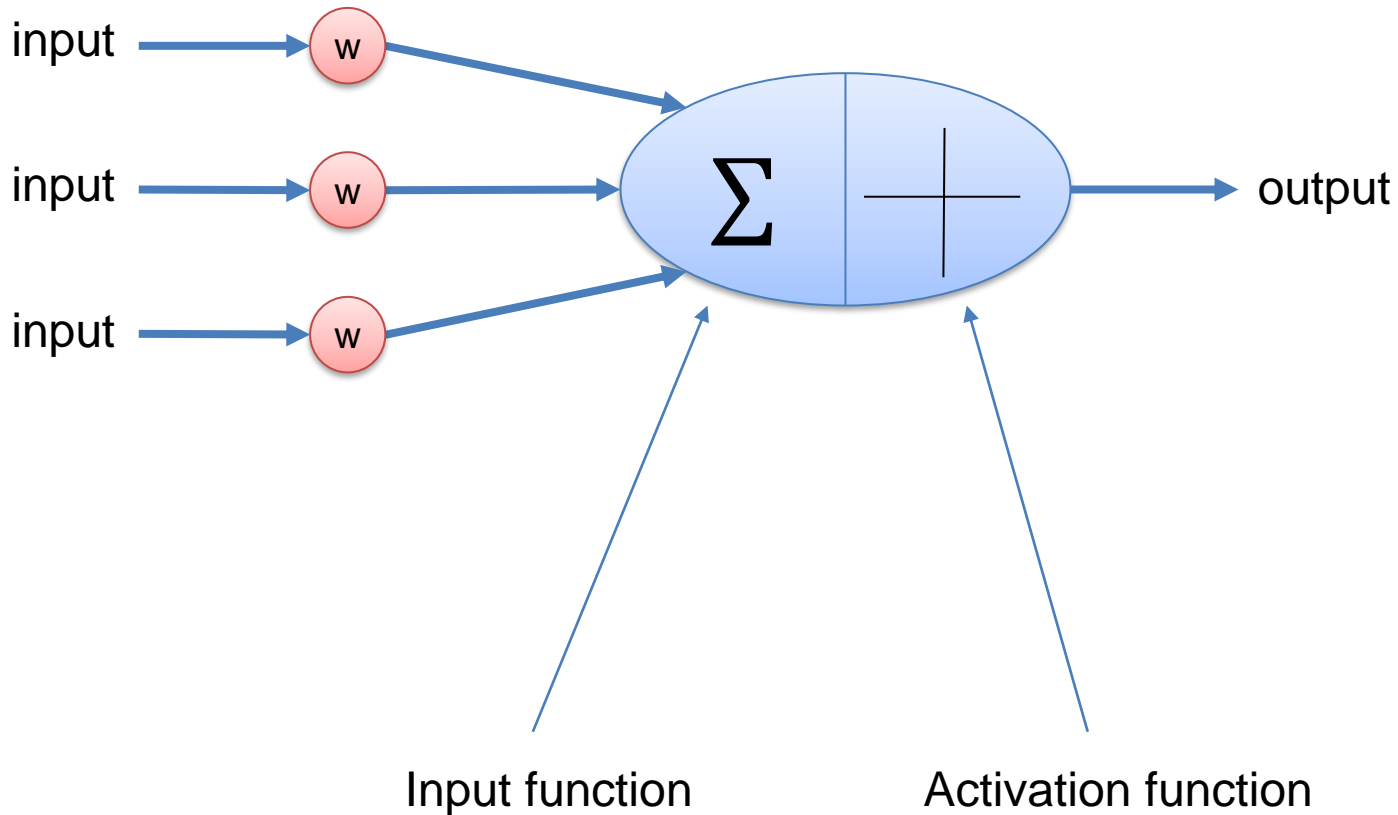 input
w
input
w
∑
output
input
w
Input function
Activation function